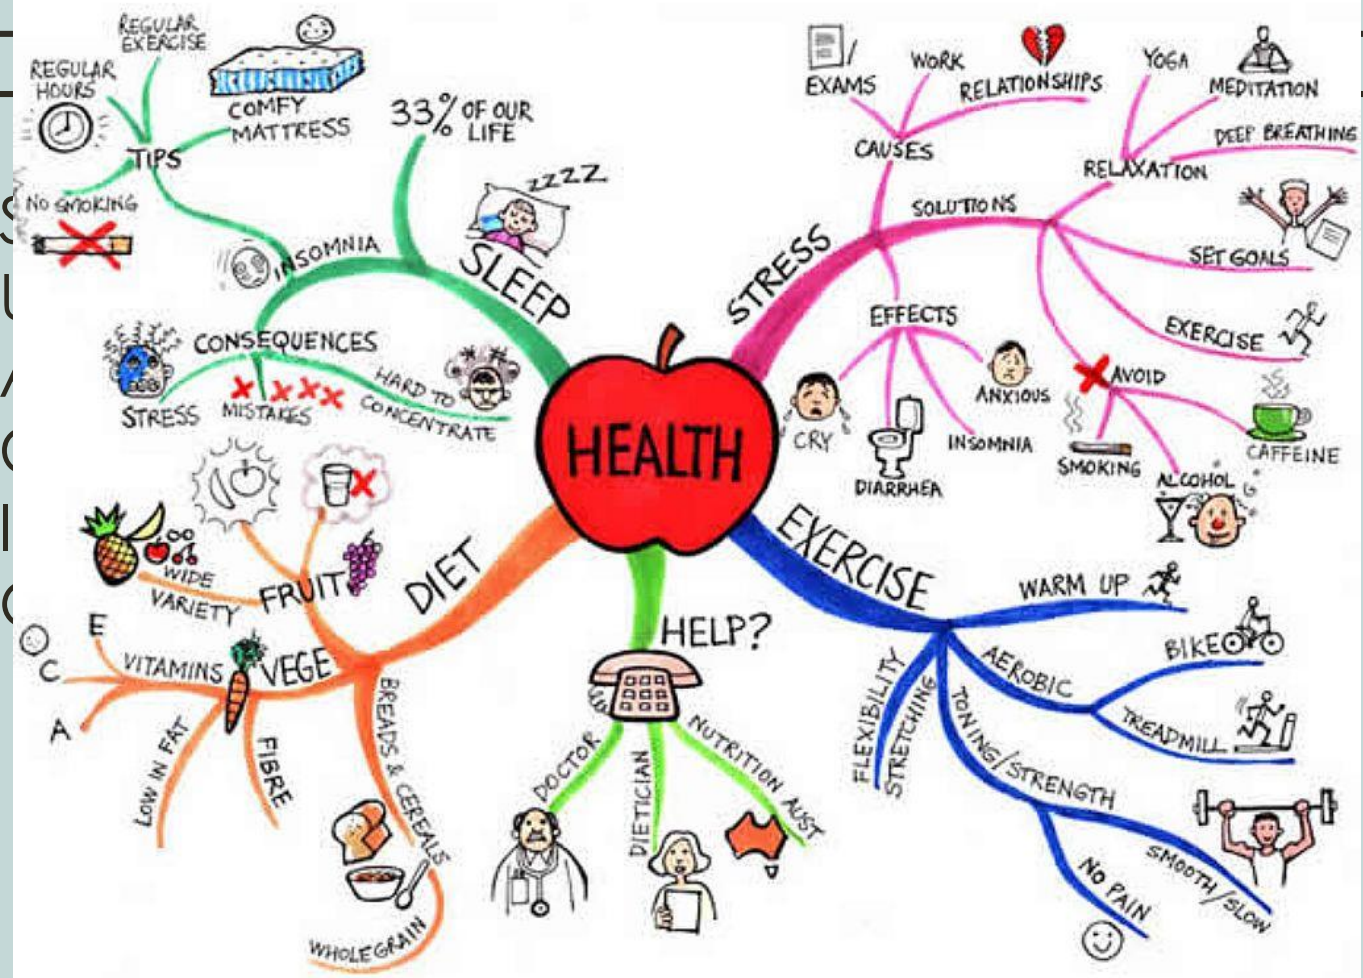 HEALTH
SLEEP
33% OF OUR
LIFE
ZZZZ
INSOMNIA
TIPS
REGULAR
HOURS
REGULAR
EXERCISE
COMFY
MATTRESS
NO SMOKING
CONSEQUENCES
STRESS
MISTAKES
HARD TO
CONCENTRATE
STRESS
CAUSES
EXAMS
WORK
RELATIONSHIPS
SOLUTIONS
RELAXATION
YOGA
MEDITATION
DEEP BREATHING
SET GOALS
EXERCISE
AVOID
SMOKING
ALCOHOL
CAFFEINE
EFFECTS
CRY
DIARRHEA
INSOMNIA
ANXIOUS
DIET
FRUIT
WIDE
VARIETY
VEGE
VITAMINS
E
C
A
LOW IN FAT
FIBRE
BREADS & CEREALS
WHOLEGRAIN
HELP?
DOCTOR
DIETICIAN
NUTRITION AUST
EXERCISE
WARM UP
AEROBIC
BIKE
TREADMILL
TONING/STRENGTH
SMOOTH/SLOW
NO PAIN
FLEXIBILITY
STRETCHING